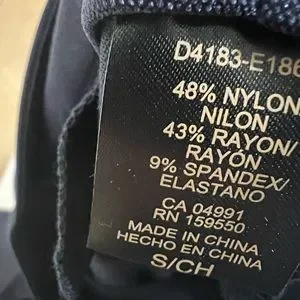 D4183-E186
48% NYLON/
NILON
43% RAYON/
RAYÓN
9% SPANDEX/
ELASTANO
CA 04991
RN 159550
MADE IN CHINA
HECHO EN CHINA
S/CH